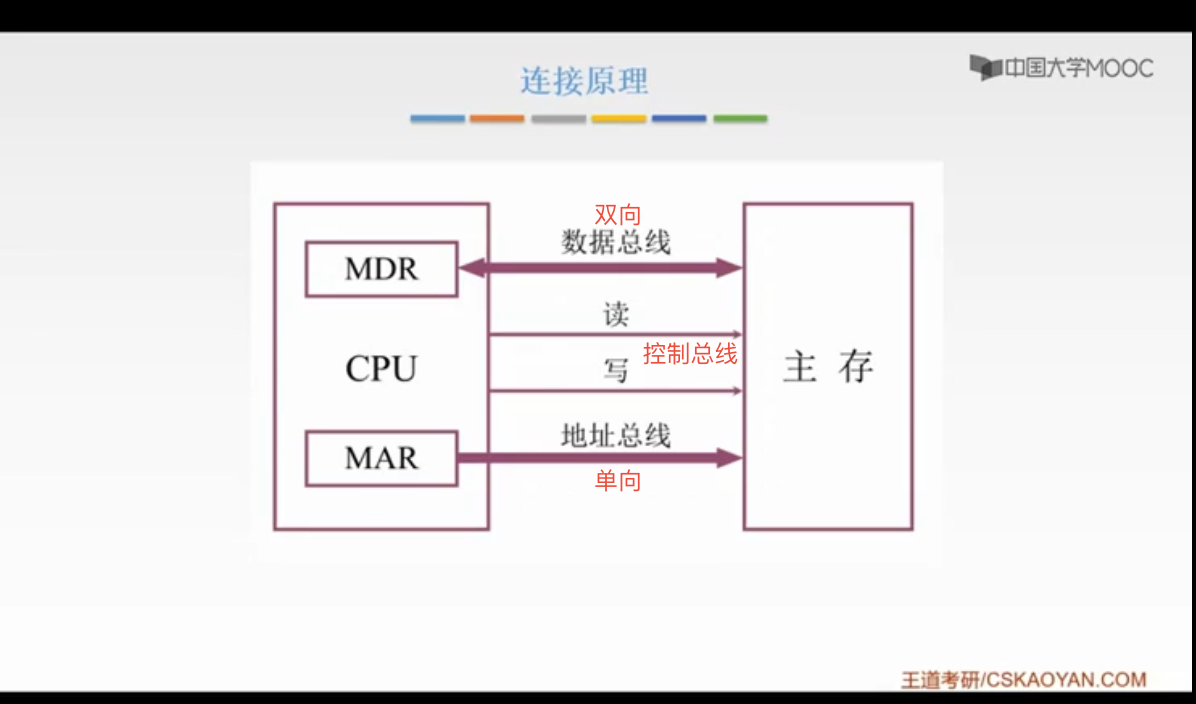 中国大学MOOC
连接原理
双向
数据总线
MDR
读
控制总线
写
CPU
主存
地址总线
MAR
单向
王道考研/CSKAOYAN.COM